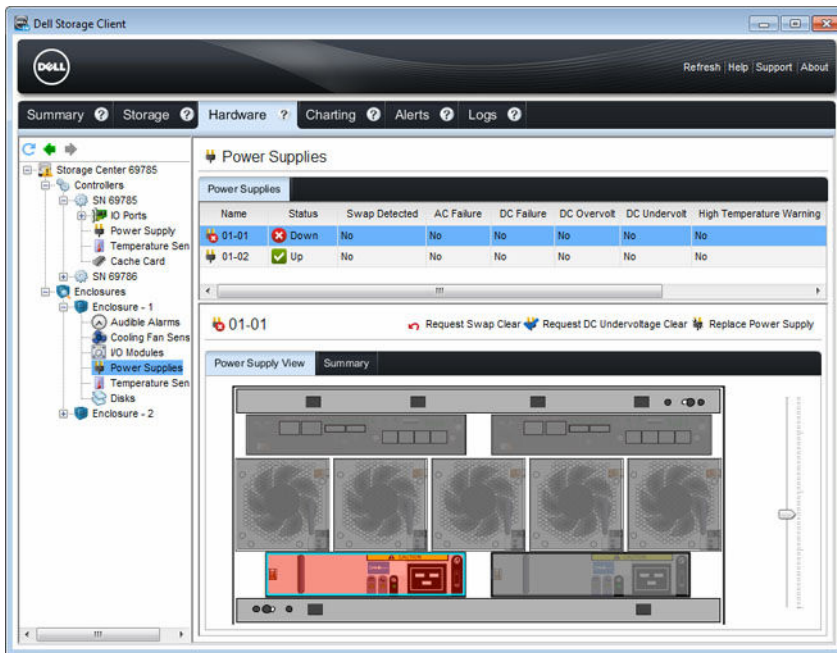 Dell Storage Client
DELL
Refresh Help Support About
Summary ? Storage ? Hardware ? Charting ? Alerts ? Logs ?
Storage Center 69785
Controllers
SN 69785
IO Ports
Power Supply
Temperature Sen
Cache Card
SN 69786
Enclosures
Enclosure - 1
Audible Alarms
Cooling Fan Sens
I/O Modules
Power Supplies
Temperature Sen
Disks
Enclosure - 2
Power Supplies
Power Supplies
Name Status Swap Detected AC Failure DC Failure DC Overvolt DC Undervolt High Temperature Warning
01-01 Down No No No No No No
01-02 Up No No No No No No
01-01 Request Swap Clear Request DC Undervoltage Clear Replace Power Supply
Power Supply View Summary
CAUTION